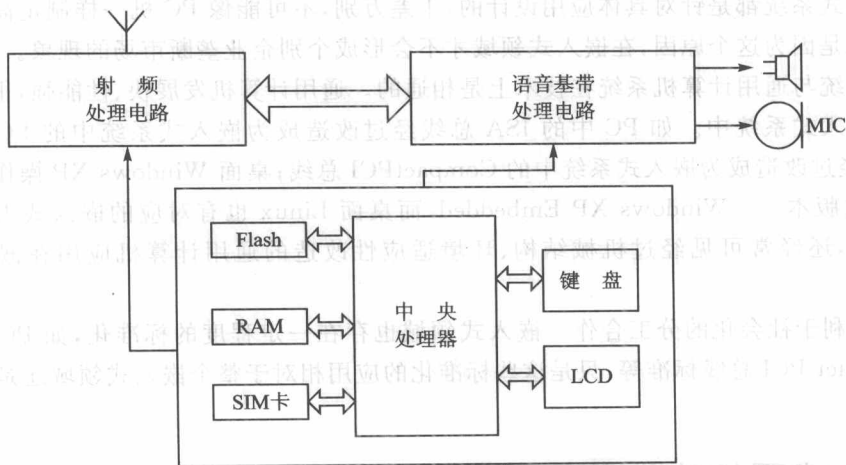 射 频
处理电路
语音基带
处理电路
MIC
Flash
RAM
SIM卡
中 央
处理器
键 盘
LCD